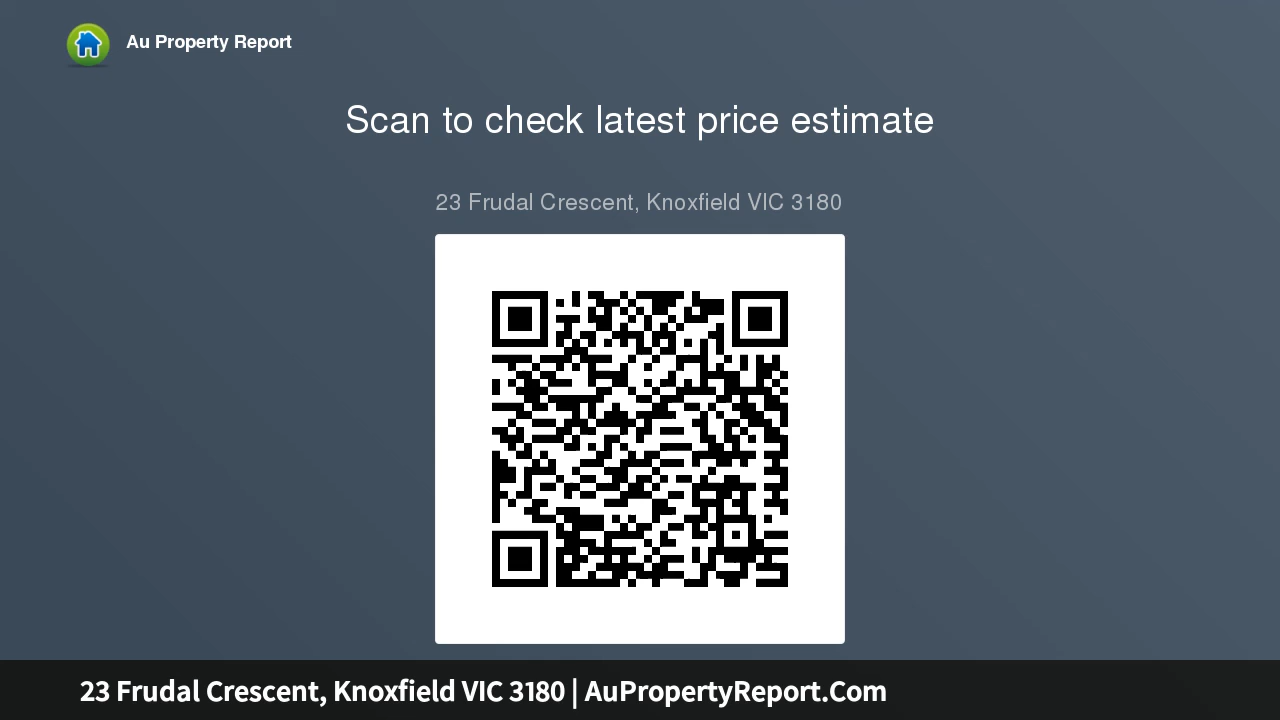 Au Property Report
Scan to check latest price estimate
23 Frudal Crescent, Knoxfield VIC 3180
23 Frudal Crescent, Knoxfield VIC 3180 | AuPropertyReport.Com